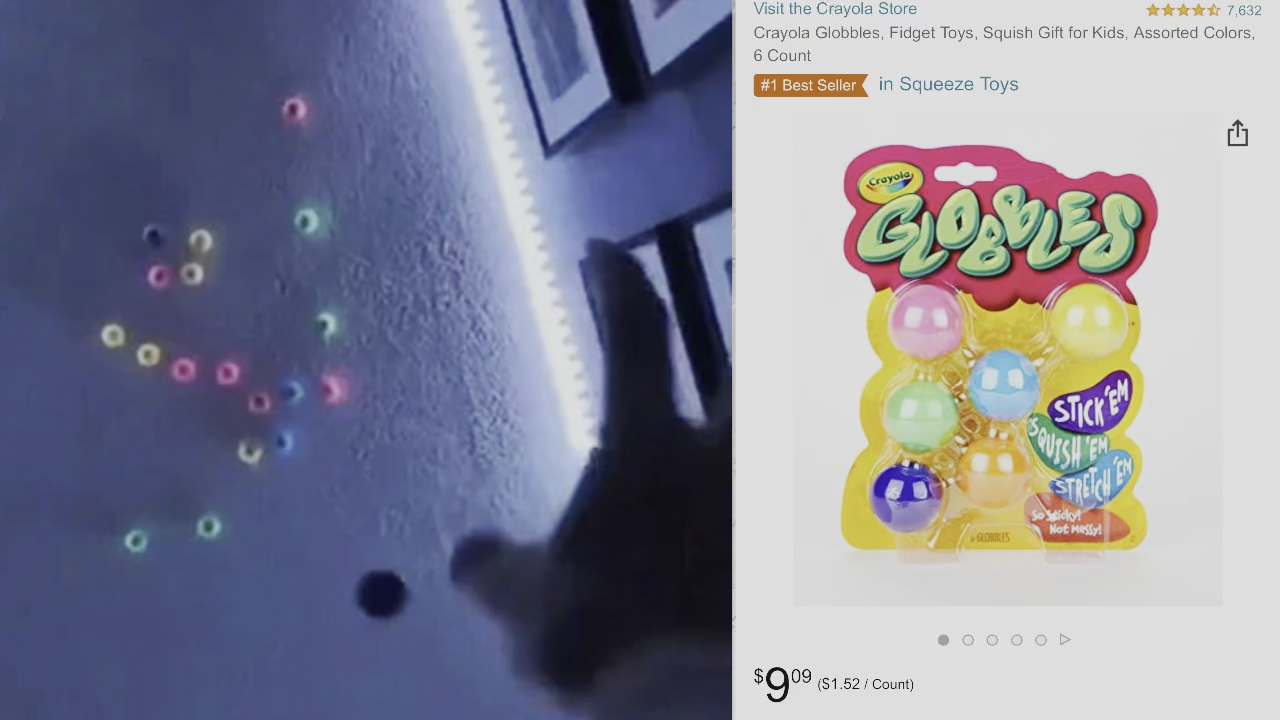 Visit the Crayola Store
7,632
Crayola Globbles, Fidget Toys, Squish Gift for Kids, Assorted Colors,
6 Count
#1 Best Seller in Squeeze Toys
Crayola
GLOBBLES
STICK 'EM
SQUISH 'EM
STRETCH 'EM
So Sticky!
Not Messy!
6 GLOBBLES
$9.09 ($1.52 / Count)